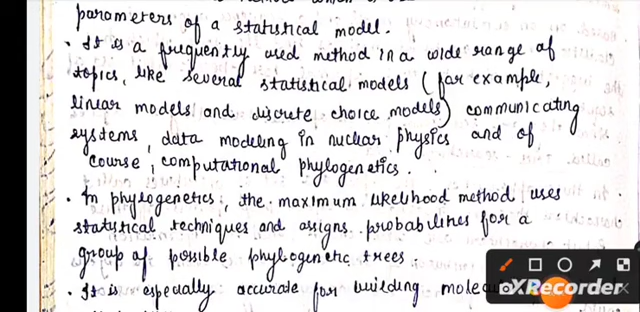 parameters of a statistical model.
• It is a frequently used method in a wide range of
topics, like several statistical models (for example,
linear models and discrete choice models) communicating
systems, data modeling in nuclear physics and of
course, computational phylogenetics.
• In phylogenetics, the maximum likelihood method uses
statistical techniques and assigns probabilities for a
group of possible phylogenetic trees.
• It is especially accurate for building
XRecorder